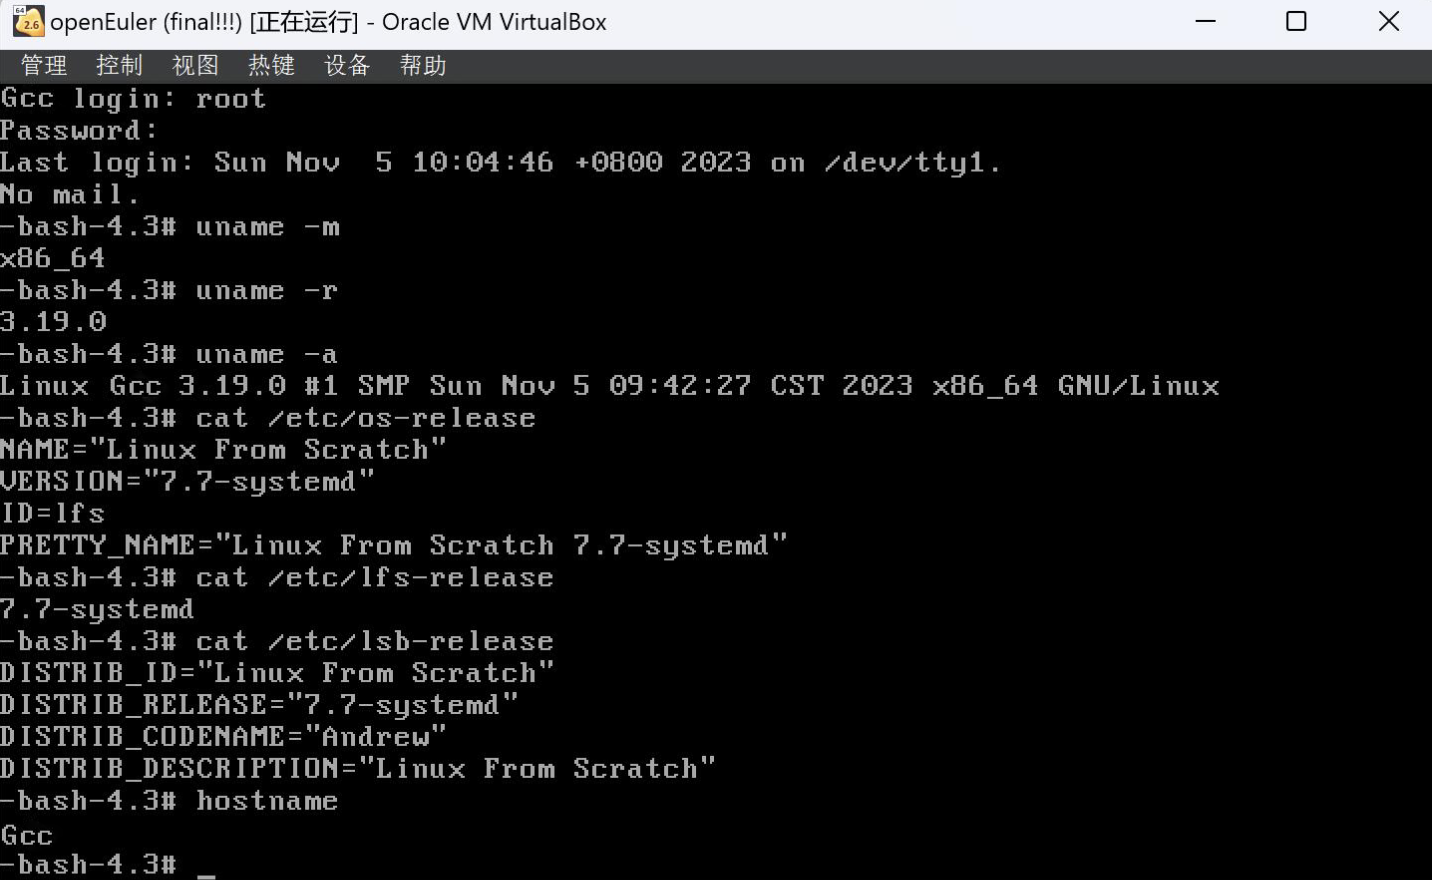 64
2.6
openEuler (final!!!) [正在运行] - Oracle VM VirtualBox
管理 控制 视图 热键 设备 帮助
Gcc login: root
Password:
Last login: Sun Nov  5 10:04:46 +0800 2023 on /dev/tty1.
No mail.
-bash-4.3# uname -m
x86_64
-bash-4.3# uname -r
3.19.0
-bash-4.3# uname -a
Linux Gcc 3.19.0 #1 SMP Sun Nov 5 09:42:27 CST 2023 x86_64 GNU/Linux
-bash-4.3# cat /etc/os-release
NAME="Linux From Scratch"
VERSION="7.7-systemd"
ID=lfs
PRETTY_NAME="Linux From Scratch 7.7-systemd"
-bash-4.3# cat /etc/lfs-release
7.7-systemd
-bash-4.3# cat /etc/lsb-release
DISTRIB_ID="Linux From Scratch"
DISTRIB_RELEASE="7.7-systemd"
DISTRIB_CODENAME="Andrew"
DISTRIB_DESCRIPTION="Linux From Scratch"
-bash-4.3# hostname
Gcc
-bash-4.3# _